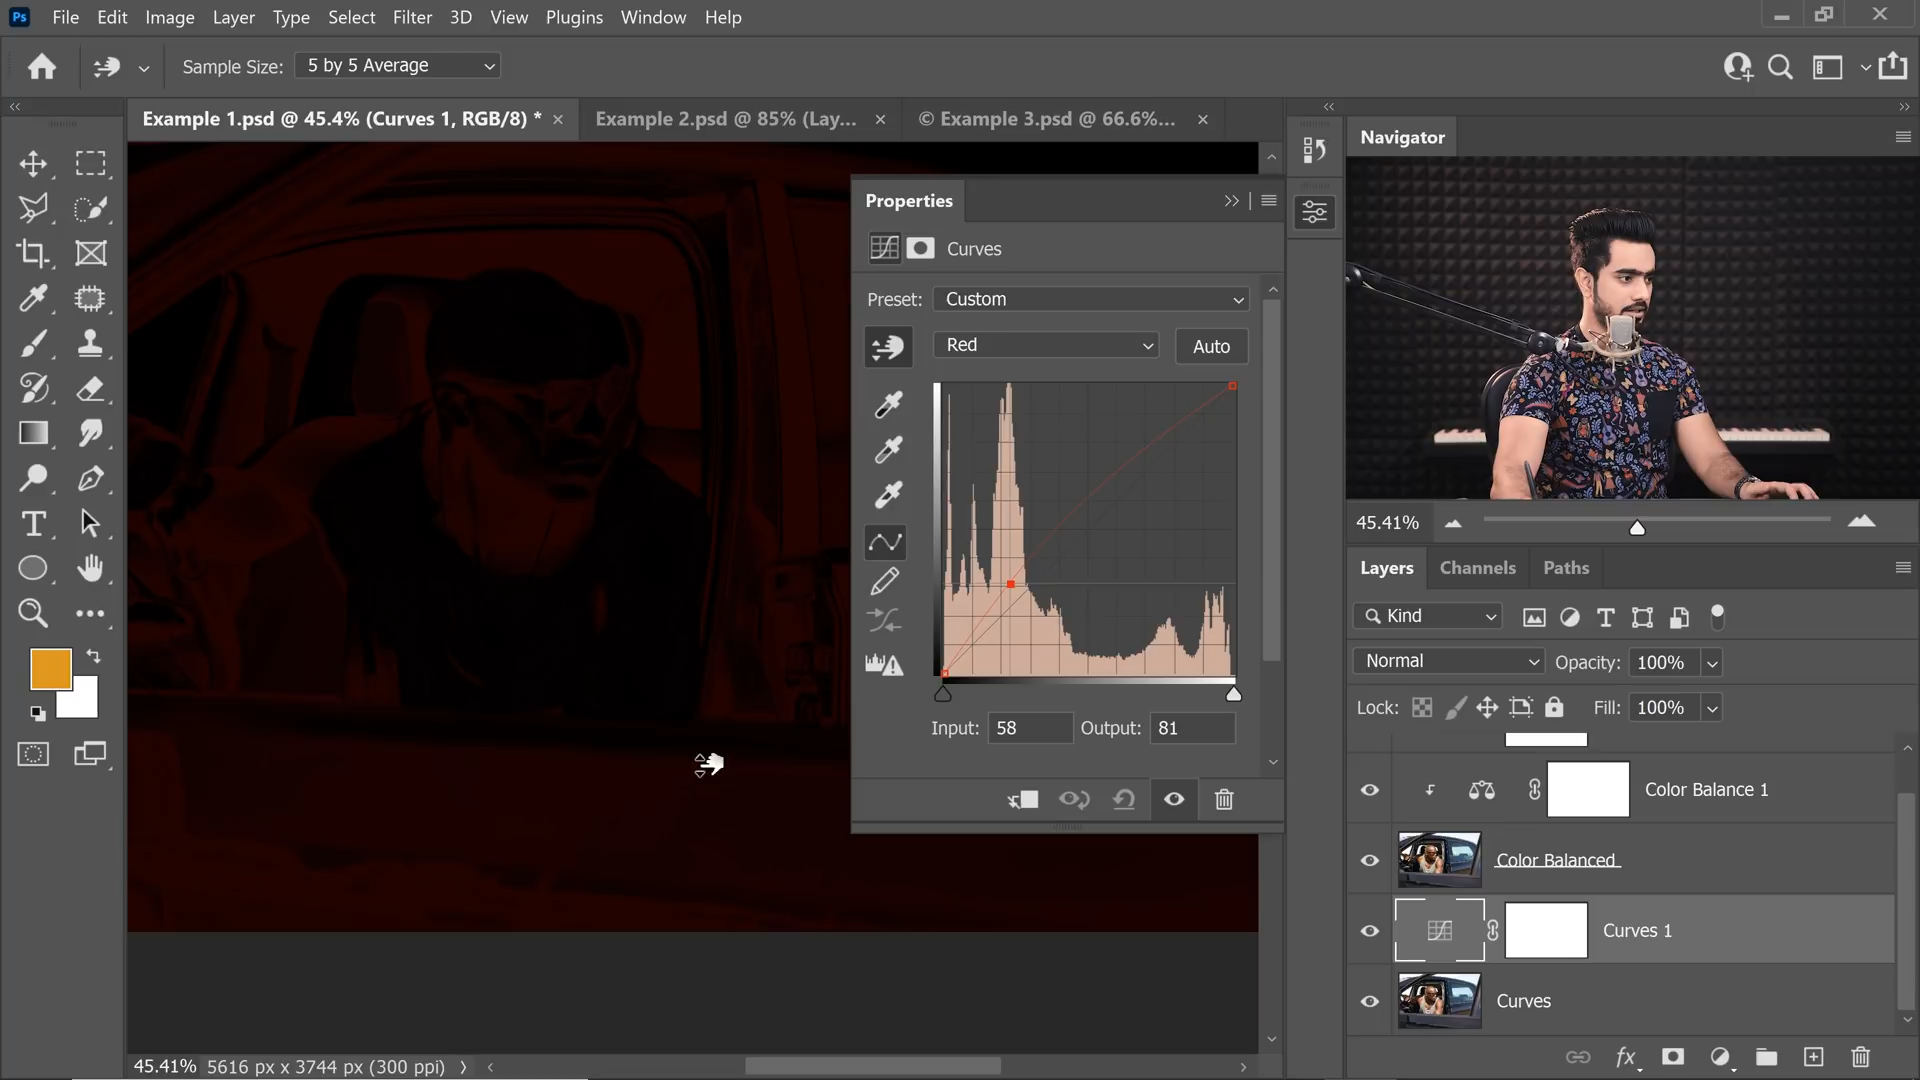 Ps File Edit Image Layer Type Select Filter 3D View Plugins Window Help
Sample Size: 5 by 5 Average
Example 1.psd @ 45.4% (Curves 1, RGB/8) * × Example 2.psd @ 85% (Lay... × © Example 3.psd @ 66.6%... ×
Navigator
Properties
Curves
Preset: Custom
Red Auto
Input: 58 Output: 81
45.41%
Layers Channels Paths
Kind
Normal Opacity: 100%
Lock: Fill: 100%
Color Balance 1
Color Balanced
Curves 1
Curves
45.41% 5616 px x 3744 px (300 ppi)
fx